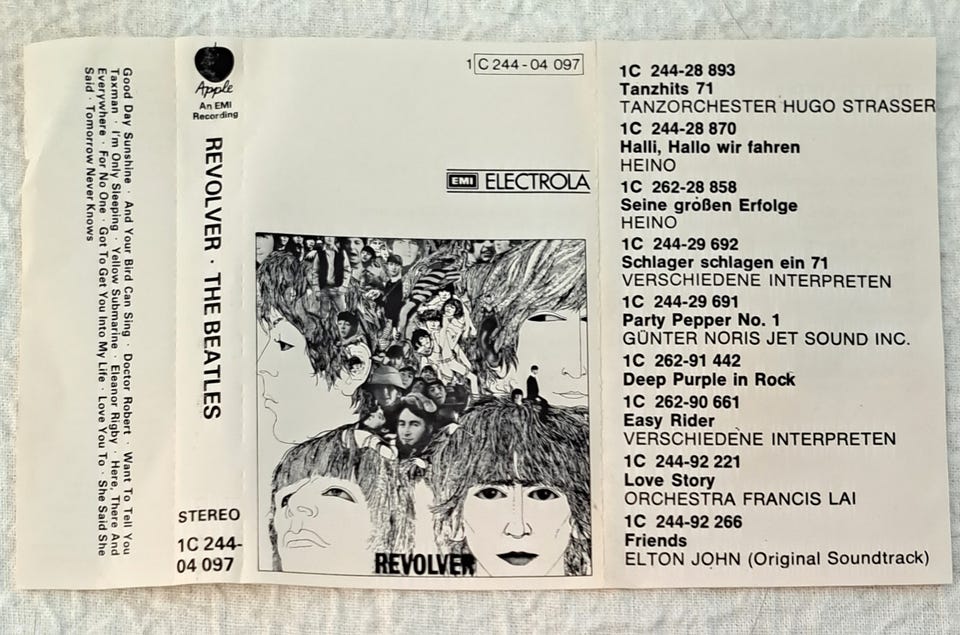 Good Day Sunshine · And Your Bird Can Sing · Doctor Robert · Want To Tell You
Taxman · I'm Only Sleeping · Yellow Submarine · Eleanor Rigby · Here, There And
Everywhere · For No One · Got To Get You Into My Life · Love You To · She Said She
Said · Tomorrow Never Knows
Apple
An EMI
Recording
REVOLVER · THE BEATLES
STEREO
1C 244-
04 097
1C 244-04 097
EMI ELECTROLA
REVOLVER
1C 244-28 893
Tanzhits 71
TANZORCHESTER HUGO STRASSER
1C 244-28 870
Halli, Hallo wir fahren
HEINO
1C 262-28 858
Seine großen Erfolge
HEINO
1C 244-29 692
Schlager schlagen ein 71
VERSCHIEDENE INTERPRETEN
1C 244-29 691
Party Pepper No. 1
GÜNTER NORIS JET SOUND INC.
1C 262-91 442
Deep Purple in Rock
1C 262-90 661
Easy Rider
VERSCHIEDENE INTERPRETEN
1C 244-92 221
Love Story
ORCHESTRA FRANCIS LAI
1C 244-92 266
Friends
ELTON JOHN (Original Soundtrack)